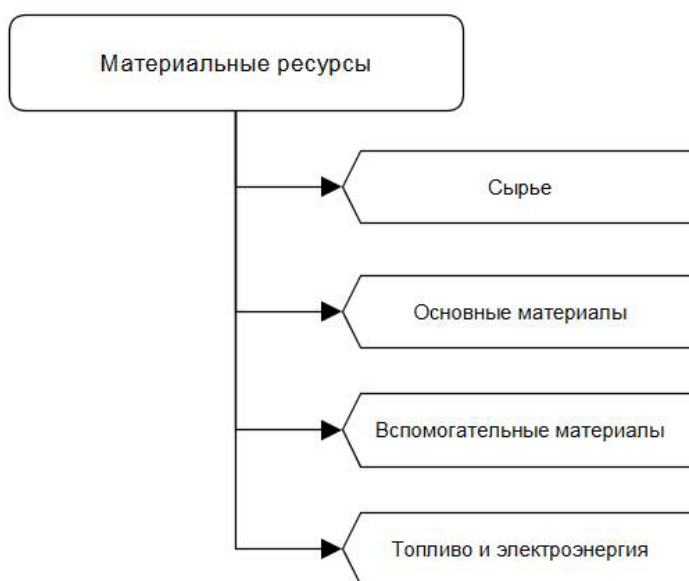 Материальные ресурсы
Сырье
Основные материалы
Вспомогательные материалы
Топливо и электроэнергия